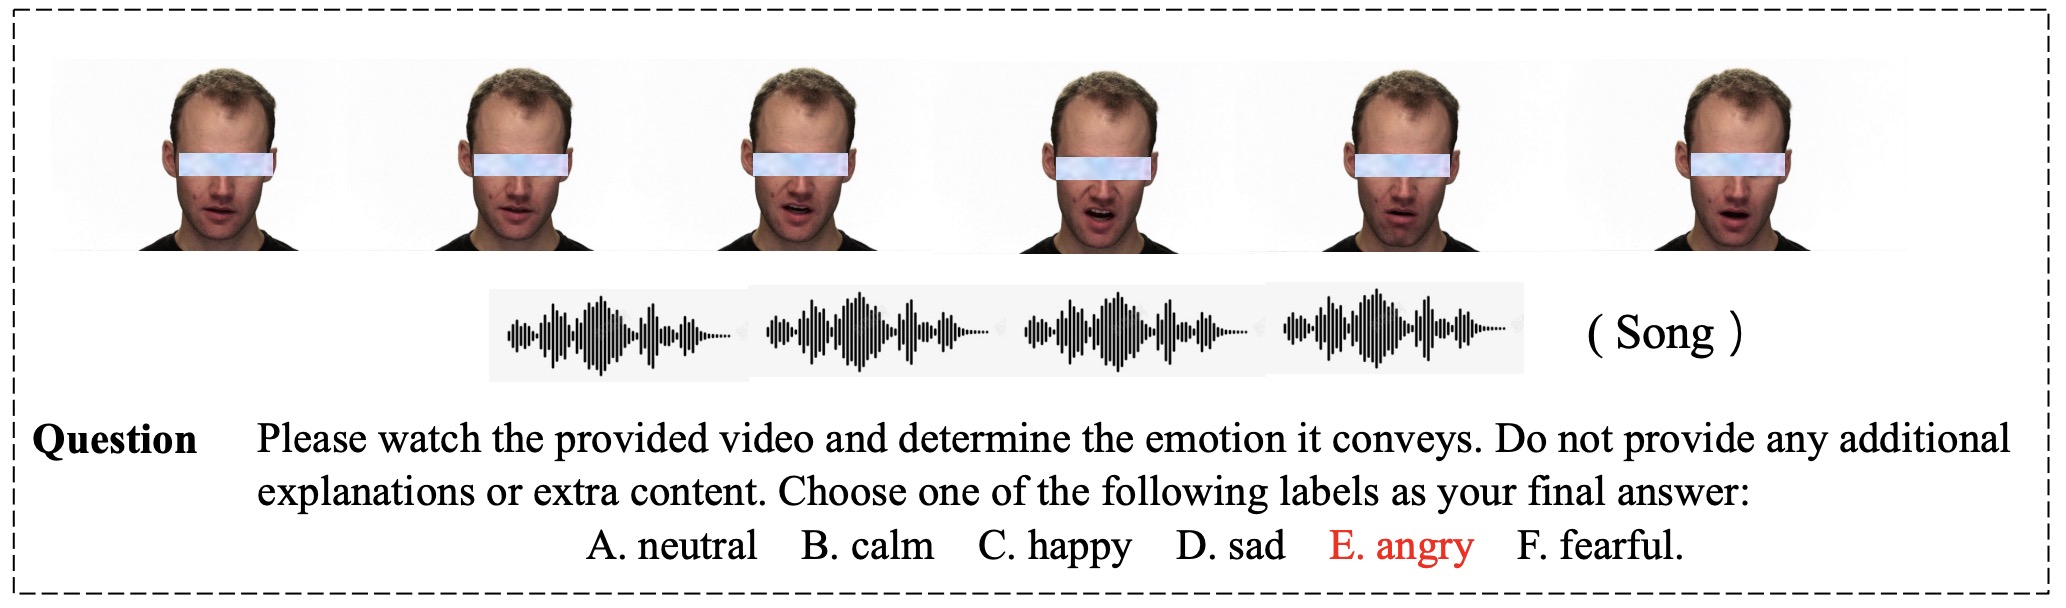 ( Song )
Question Please watch the provided video and determine the emotion it conveys. Do not provide any additional
explanations or extra content. Choose one of the following labels as your final answer:
A. neutral B. calm C. happy D. sad E. angry F. fearful.